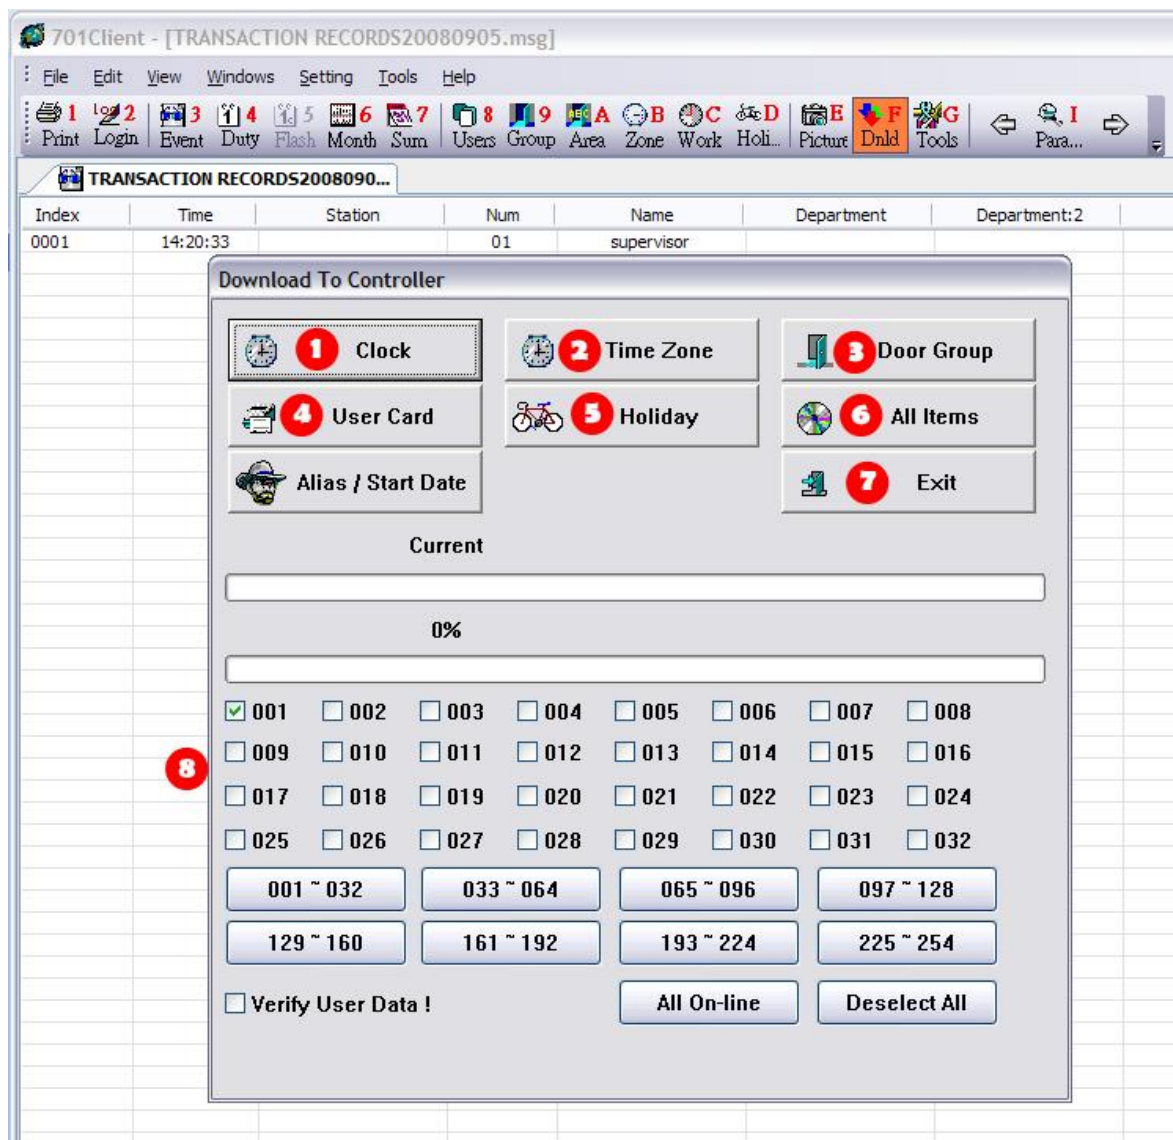 701Client - [TRANSACTION RECORDS20080905.msg]
File Edit View Windows Setting Tools Help
1 2 3 4 5 6 7 8 9 A B C D E F G I
Print Login Event Duty Flash Month Sum Users Group Area Zone Work Holi... Picture Dnld Tools Para...
TRANSACTION RECORDS2008090...
Index Time Station Num Name Department Department:2
0001 14:20:33 01 supervisor
Download To Controller
1 Clock 2 Time Zone 3 Door Group
4 User Card 5 Holiday 6 All Items
Alias / Start Date 7 Exit
Current
0%
001 002 003 004 005 006 007 008
009 010 011 012 013 014 015 016
8
017 018 019 020 021 022 023 024
025 026 027 028 029 030 031 032
001 ~ 032 033 ~ 064 065 ~ 096 097 ~ 128
129 ~ 160 161 ~ 192 193 ~ 224 225 ~ 254
Verify User Data ! All On-line Deselect All